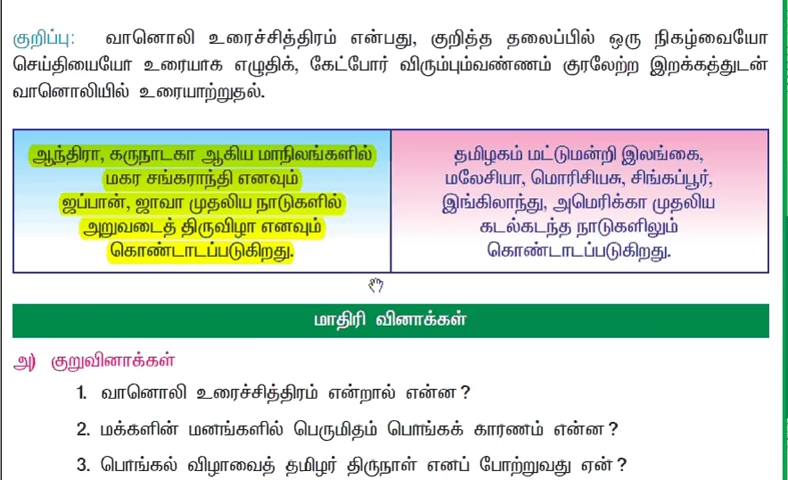 குறிப்பு: வானொலி உரைச்சித்திரம் என்பது, குறித்த தலைப்பில் ஒரு நிகழ்வையோ
செய்தியையோ உரையாக எழுதிக், கேட்போர் விரும்பும்வண்ணம் குரலேற்ற இறக்கத்துடன்
வானொலியில் உரையாற்றுதல்.
ஆந்திரா, கருநாடகா ஆகிய மாநிலங்களில்
மகர சங்கராந்தி எனவும்
ஜப்பான், ஜாவா முதலிய நாடுகளில்
அறுவடைத் திருவிழா எனவும்
கொண்டாடப்படுகிறது.
தமிழகம் மட்டுமன்றி இலங்கை,
மலேசியா, மொரிசியசு, சிங்கப்பூர்,
இங்கிலாந்து, அமெரிக்கா முதலிய
கடல்கடந்த நாடுகளிலும்
கொண்டாடப்படுகிறது.
மாதிரி வினாக்கள்
அ) குறுவினாக்கள்
1. வானொலி உரைச்சித்திரம் என்றால் என்ன?
2. மக்களின் மனங்களில் பெருமிதம் பொங்கக் காரணம் என்ன?
3. பொங்கல் விழாவைத் தமிழர் திருநாள் எனப் போற்றுவது ஏன்?